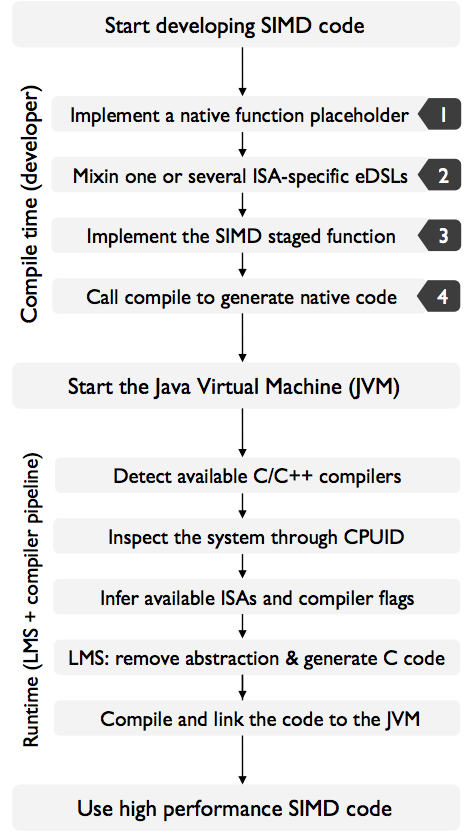 Start developing SIMD code
Compile time (developer)
Implement a native function placeholder 1
Mixin one or several ISA-specific eDSLs 2
Implement the SIMD staged function 3
Call compile to generate native code 4
Start the Java Virtual Machine (JVM)
Runtime (LMS + compiler pipeline)
Detect available C/C++ compilers
Inspect the system through CPUID
Infer available ISAs and compiler flags
LMS: remove abstraction & generate C code
Compile and link the code to the JVM
Use high performance SIMD code